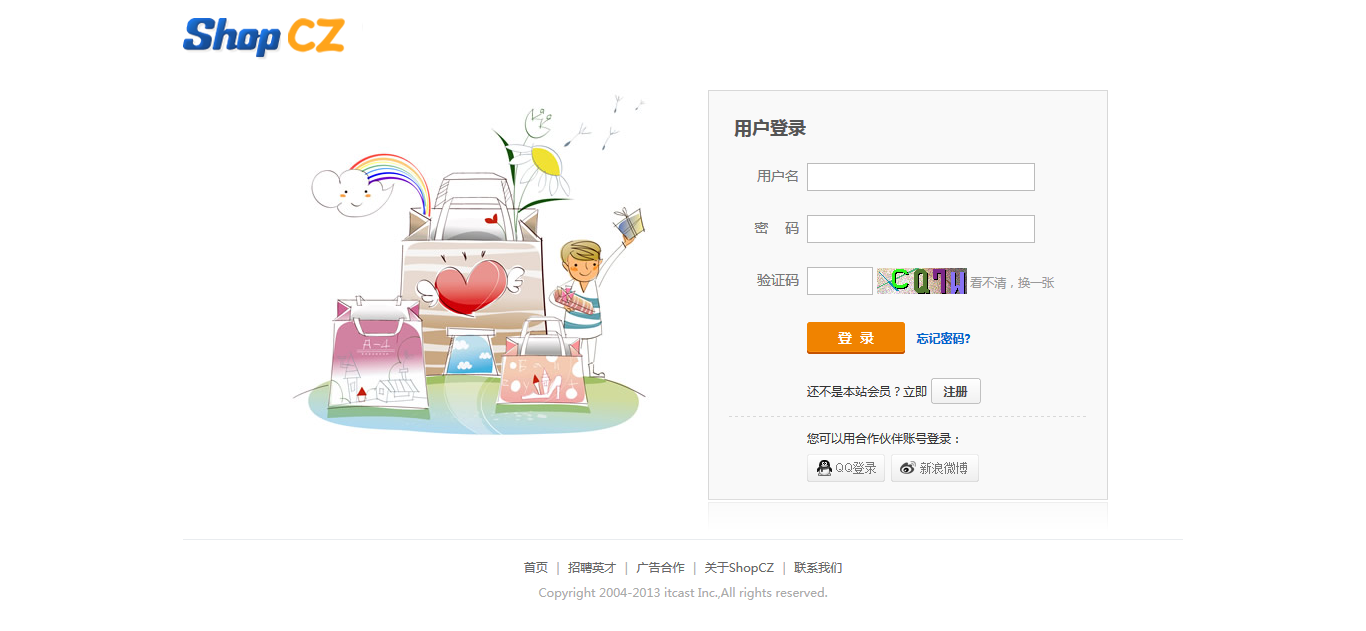 Shop CZ
用户登录
用户名
密 码
验证码 CQ7H 看不清，换一张
登 录 忘记密码?
还不是本站会员？立即 注册
您可以用合作伙伴账号登录：
QQ登录 新浪微博
A-1
首页 | 招聘英才 | 广告合作 | 关于ShopCZ | 联系我们
Copyright 2004-2013 itcast Inc.,All rights reserved.